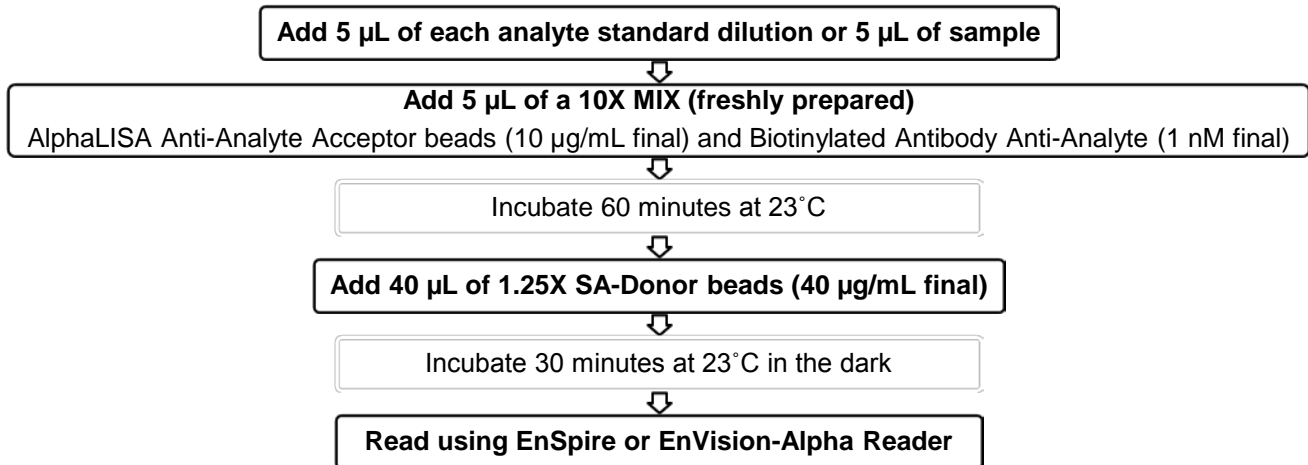 Add 5 µL of each analyte standard dilution or 5 µL of sample
Add 5 µL of a 10X MIX (freshly prepared)
AlphaLISA Anti-Analyte Acceptor beads (10 µg/mL final) and Biotinylated Antibody Anti-Analyte (1 nM final)
Incubate 60 minutes at 23˚C
Add 40 µL of 1.25X SA-Donor beads (40 µg/mL final)
Incubate 30 minutes at 23˚C in the dark
Read using EnSpire or EnVision-Alpha Reader